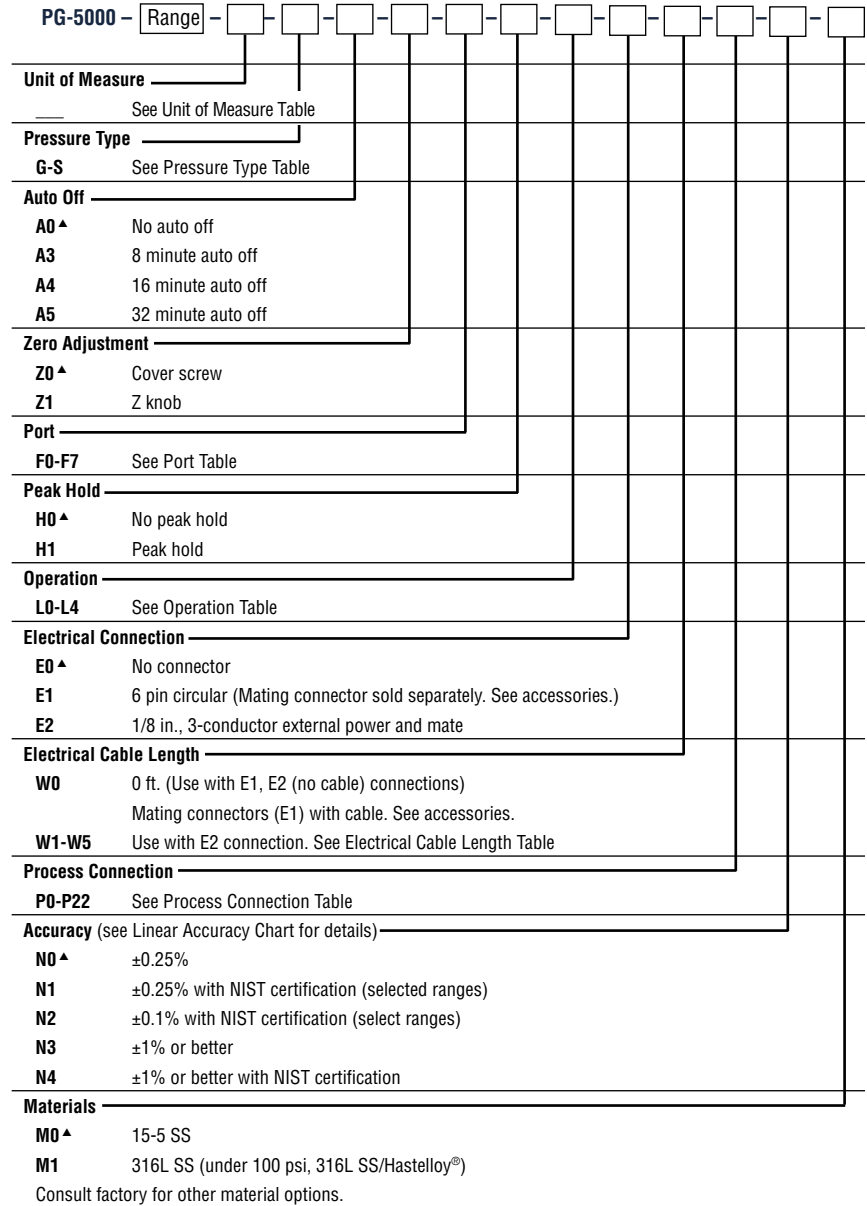 PG-5000 – Range – – – – – – – – – – – –
Unit of Measure
___ See Unit of Measure Table
Pressure Type
G-S See Pressure Type Table
Auto Off
A0▲ No auto off
A3 8 minute auto off
A4 16 minute auto off
A5 32 minute auto off
Zero Adjustment
Z0▲ Cover screw
Z1 Z knob
Port
F0-F7 See Port Table
Peak Hold
H0▲ No peak hold
H1 Peak hold
Operation
L0-L4 See Operation Table
Electrical Connection
E0▲ No connector
E1 6 pin circular (Mating connector sold separately. See accessories.)
E2 1/8 in., 3-conductor external power and mate
Electrical Cable Length
W0 0 ft. (Use with E1, E2 (no cable) connections)
Mating connectors (E1) with cable. See accessories.
W1-W5 Use with E2 connection. See Electrical Cable Length Table
Process Connection
P0-P22 See Process Connection Table
Accuracy (see Linear Accuracy Chart for details)
N0▲ ±0.25%
N1 ±0.25% with NIST certification (selected ranges)
N2 ±0.1% with NIST certification (select ranges)
N3 ±1% or better
N4 ±1% or better with NIST certification
Materials
M0▲ 15-5 SS
M1 316L SS (under 100 psi, 316L SS/Hastelloy®)
Consult factory for other material options.